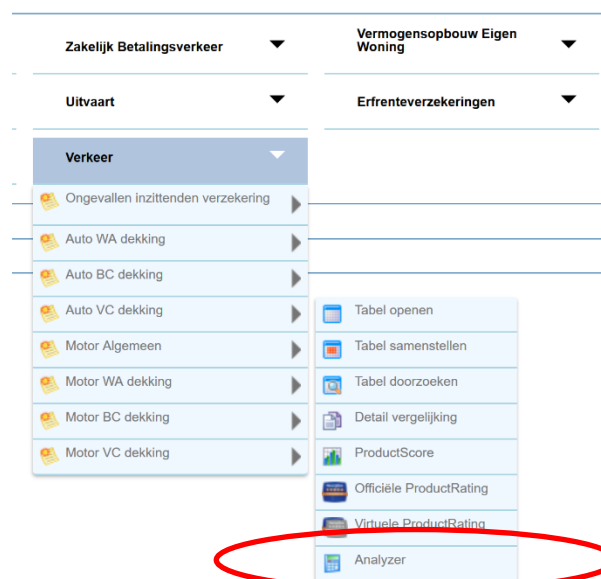 Zakelijk Betalingsverkeer
Vermogensopbouw Eigen
Woning
Uitvaart
Erfrenteverzekeringen
Verkeer
Ongevallen inzittenden verzekering
Auto WA dekking
Auto BC dekking
Auto VC dekking
Motor Algemeen
Motor WA dekking
Motor BC dekking
Motor VC dekking
Tabel openen
Tabel samenstellen
Tabel doorzoeken
Detail vergelijking
ProductScore
Officiële ProductRating
Virtuele ProductRating
Analyzer